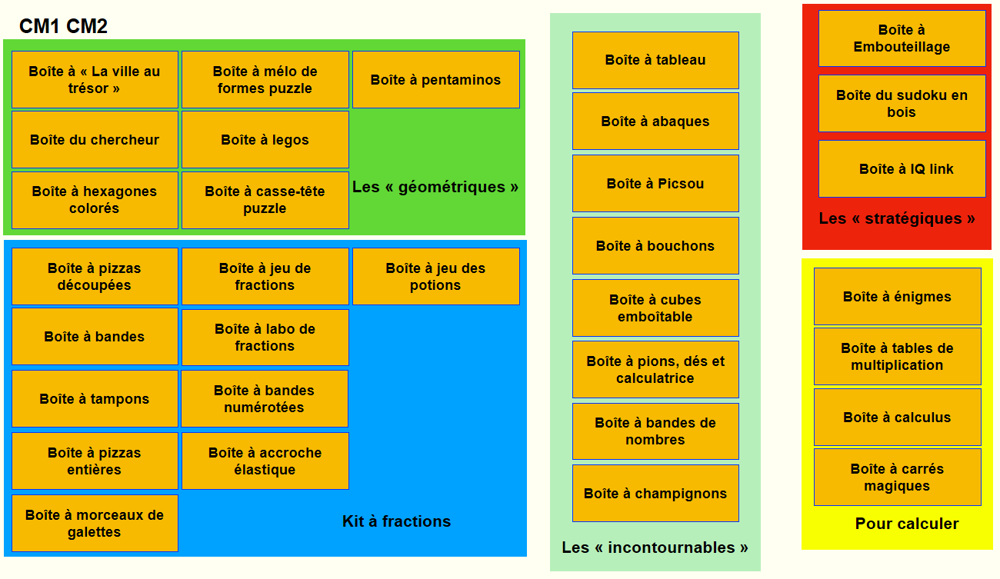 CM1 CM2
Boîte à « La ville au
trésor »
Boîte à mélo de
formes puzzle
Boîte à pentaminos
Boîte du chercheur
Boîte à legos
Boîte à hexagones
colorés
Boîte à casse-tête
puzzle
Les « géométriques »
Boîte à pizzas
découpées
Boîte à jeu de
fractions
Boîte à jeu des
potions
Boîte à bandes
Boîte à labo de
fractions
Boîte à tampons
Boîte à bandes
numérotées
Boîte à pizzas
entières
Boîte à accroche
élastique
Boîte à morceaux de
galettes
Kit à fractions
Boîte à tableau
Boîte à abaques
Boîte à Picsou
Boîte à bouchons
Boîte à cubes
emboîtable
Boîte à pions, dés et
calculatrice
Boîte à bandes de
nombres
Boîte à champignons
Les « incontournables »
Boîte à
Embouteillage
Boîte du sudoku en
bois
Boîte à IQ link
Les « stratégiques »
Boîte à énigmes
Boîte à tables de
multiplication
Boîte à calculus
Boîte à carrés
magiques
Pour calculer